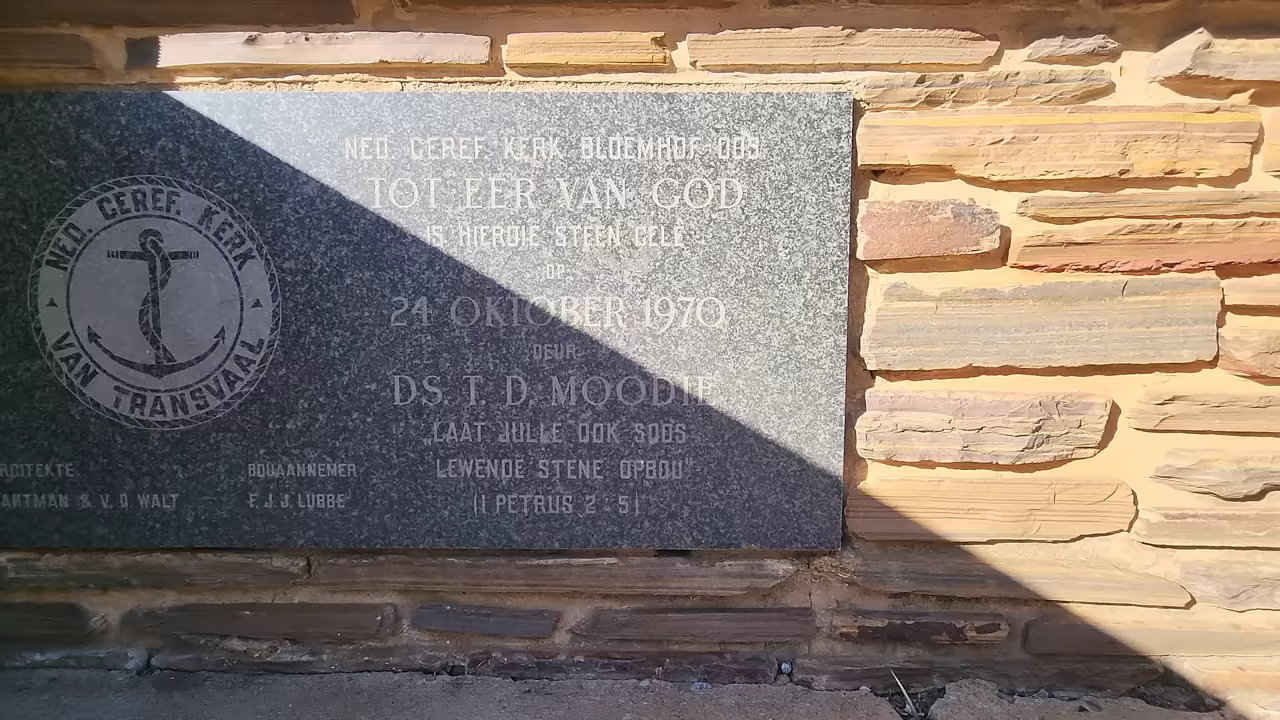 NED. GEREF. KERK
VAN TRANSVAAL
NED. GEREF. KERK BLOEMHOF-OOS
TOT EER VAN GOD
IS HIERDIE STEEN GELÊ
OP
24 OKTOBER 1970
DEUR
DS. T. D. MOODIE
„LAAT JULLE OOK SOOS
LEWENDE STENE OPBOU"
(I PETRUS 2 : 5)
RGITEKTE
ARTMAN & V. D. WALT
BOUAANNEMER
F. J. J. LUBBE